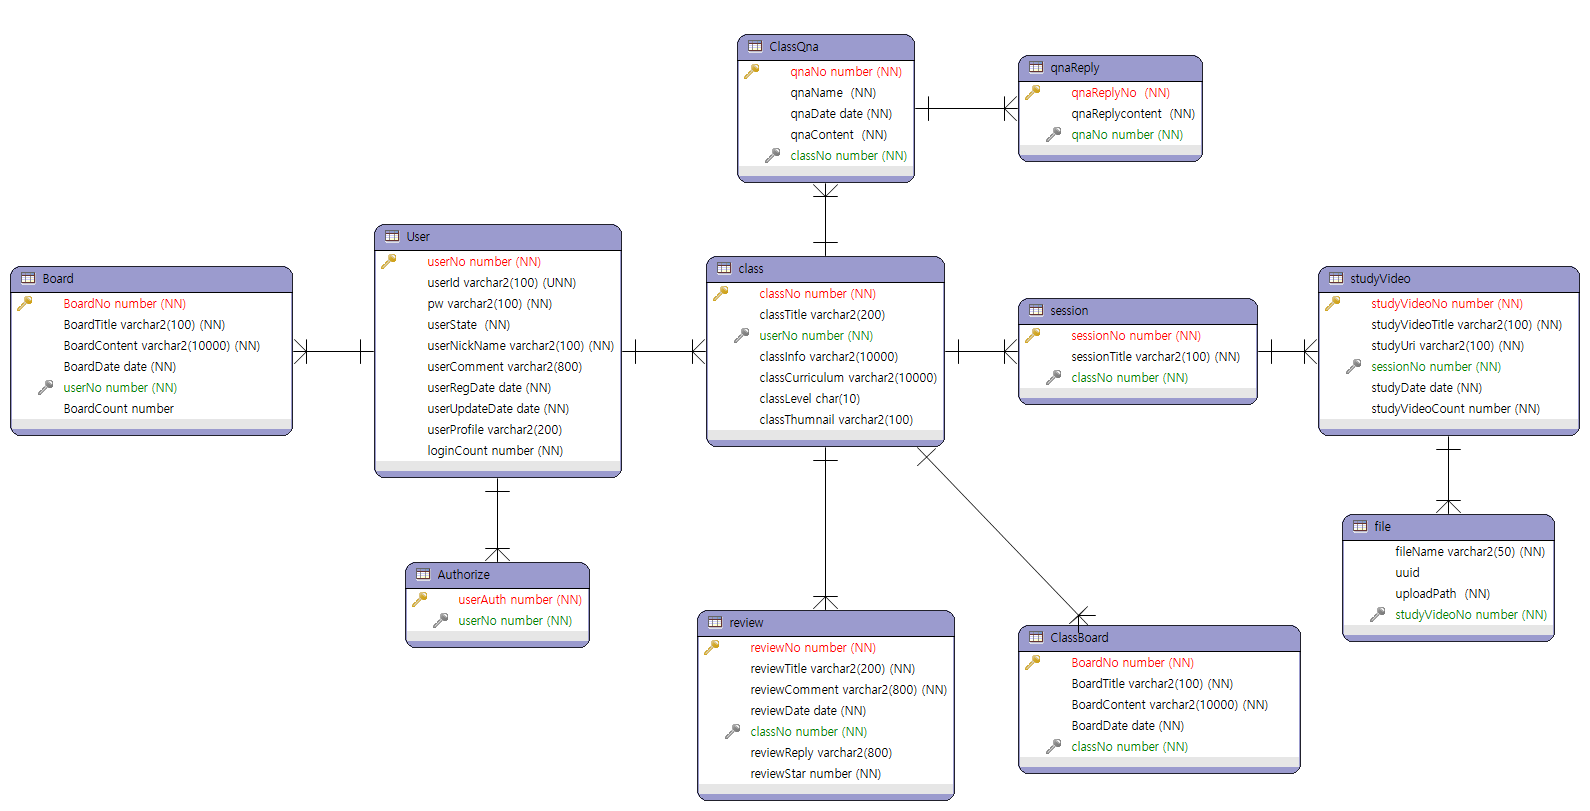 ClassQna
qnaNo number (NN)
qnaName (NN)
qnaDate date (NN)
qnaContent (NN)
classNo number (NN)
qnaReply
qnaReplyNo (NN)
qnaReplycontent (NN)
qnaNo number (NN)
Board
BoardNo number (NN)
BoardTitle varchar2(100) (NN)
BoardContent varchar2(10000) (NN)
BoardDate date (NN)
userNo number (NN)
BoardCount number
User
userNo number (NN)
userId varchar2(100) (UNN)
pw varchar2(100) (NN)
userState (NN)
userNickName varchar2(100) (NN)
userComment varchar2(800)
userRegDate date (NN)
userUpdateDate date (NN)
userProfile varchar2(200)
loginCount number (NN)
class
classNo number (NN)
classTitle varchar2(200)
userNo number (NN)
classInfo varchar2(10000)
classCurriculum varchar2(10000)
classLevel char(10)
classThumnail varchar2(100)
session
sessionNo number (NN)
sessionTitle varchar2(100) (NN)
classNo number (NN)
studyVideo
studyVideoNo number (NN)
studyVideoTitle varchar2(100) (NN)
studyUri varchar2(100) (NN)
sessionNo number (NN)
studyDate date (NN)
studyVideoCount number (NN)
Authorize
userAuth number (NN)
userNo number (NN)
review
reviewNo number (NN)
reviewTitle varchar2(200) (NN)
reviewComment varchar2(800) (NN)
reviewDate date (NN)
classNo number (NN)
reviewReply varchar2(800)
reviewStar number (NN)
ClassBoard
BoardNo number (NN)
BoardTitle varchar2(100) (NN)
BoardContent varchar2(10000) (NN)
BoardDate date (NN)
classNo number (NN)
file
fileName varchar2(50) (NN)
uuid
uploadPath (NN)
studyVideoNo number (NN)